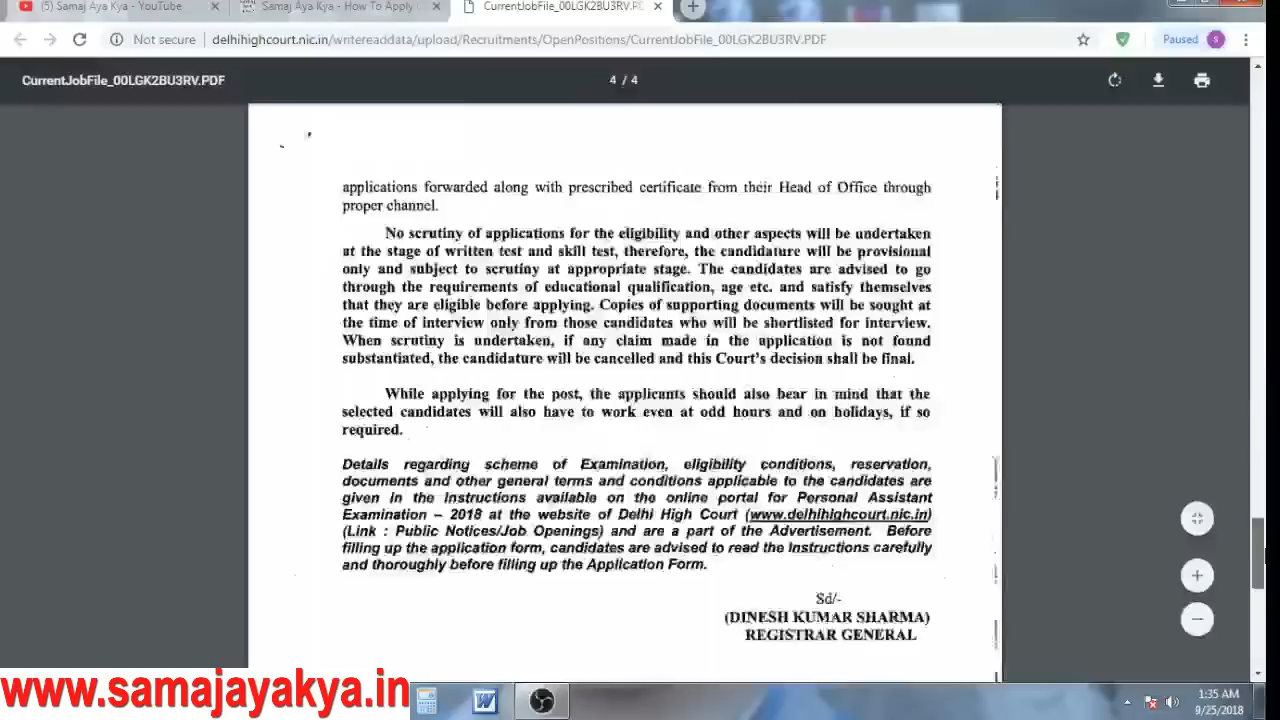 (5) Samaj Aya Kya - YouTube
Samaj Aya Kya - How To Apply
CurrentJobFile_00LGK2BU3RV.PD
Not secure
delhihighcourt.nic.in/writereaddata/upload/Recruitments/OpenPositions/CurrentJobFile_00LGK2BU3RV.PDF
Paused
S
CurrentJobFile_00LGK2BU3RV.PDF
4 / 4
applications forwarded along with prescribed certificate from their Head of Office through
proper channel.
No scrutiny of applications for the eligibility and other aspects will be undertaken
at the stage of written test and skill test, therefore, the candidature will be provisional
only and subject to scrutiny at appropriate stage. The candidates are advised to go
through the requirements of educational qualification, age etc. and satisfy themselves
that they are eligible before applying. Copies of supporting documents will be sought at
the time of interview only from those candidates who will be shortlisted for interview.
When scrutiny is undertaken, if any claim made in the application is not found
substantiated, the candidature will be cancelled and this Court's decision shall be final.
While applying for the post, the applicants should also bear in mind that the
selected candidates will also have to work even at odd hours and on holidays, if so
required.
Details regarding scheme of Examination, eligibility conditions, reservation,
documents and other general terms and conditions applicable to the candidates are
given in the Instructions available on the online portal for Personal Assistant
Examination – 2018 at the website of Delhi High Court (www.delhihighcourt.nic.in)
(Link : Public Notices/Job Openings) and are a part of the Advertisement. Before
filling up the application form, candidates are advised to read the Instructions carefully
and thoroughly before filling up the Application Form.
Sd/-
(DINESH KUMAR SHARMA)
REGISTRAR GENERAL
www.samajayakya.in
W
1:35 AM
9/25/2018